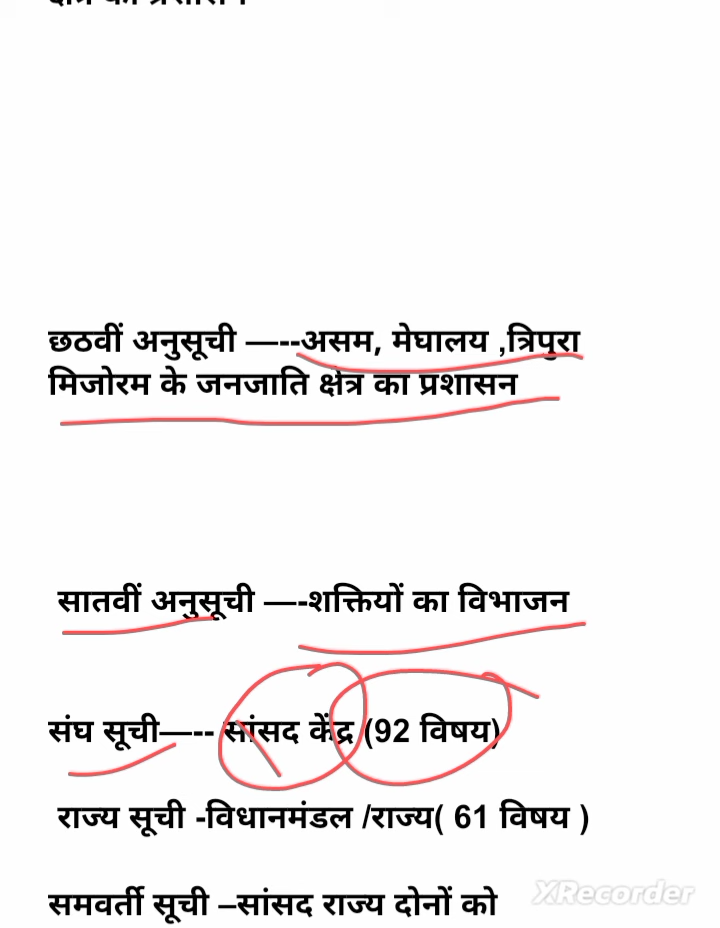 छठवीं अनुसूची —--असम, मेघालय ,त्रिपुरा
मिजोरम के जनजाति क्षेत्र का प्रशासन
सातवीं अनुसूची —-शक्तियों का विभाजन
संघ सूची—-- सांसद केंद्र (92 विषय)
राज्य सूची -विधानमंडल /राज्य( 61 विषय )
समवर्ती सूची –सांसद राज्य दोनों को
XRecorder